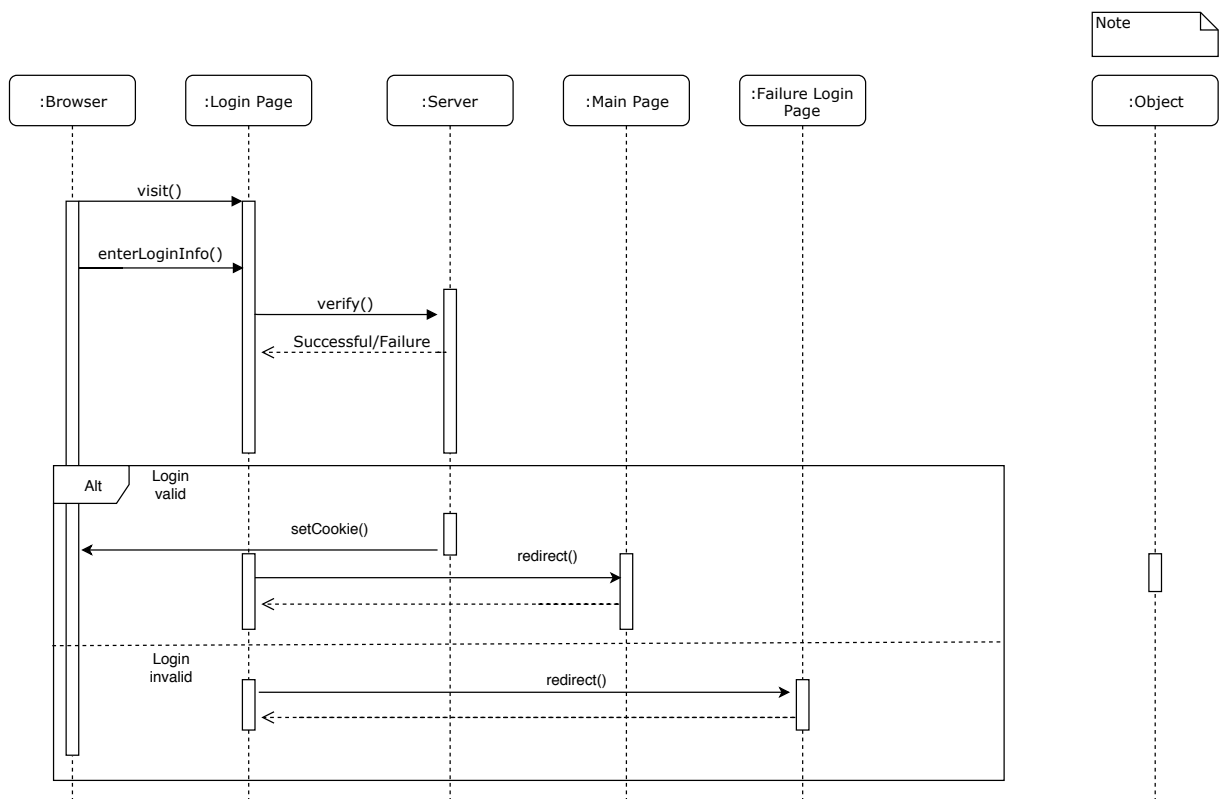 Note
:Browser
:Login Page
:Server
:Main Page
:Failure Login
Page
:Object
visit()
enterLoginInfo()
verify()
Successful/Failure
Alt
Login
valid
setCookie()
redirect()
Login
invalid
redirect()